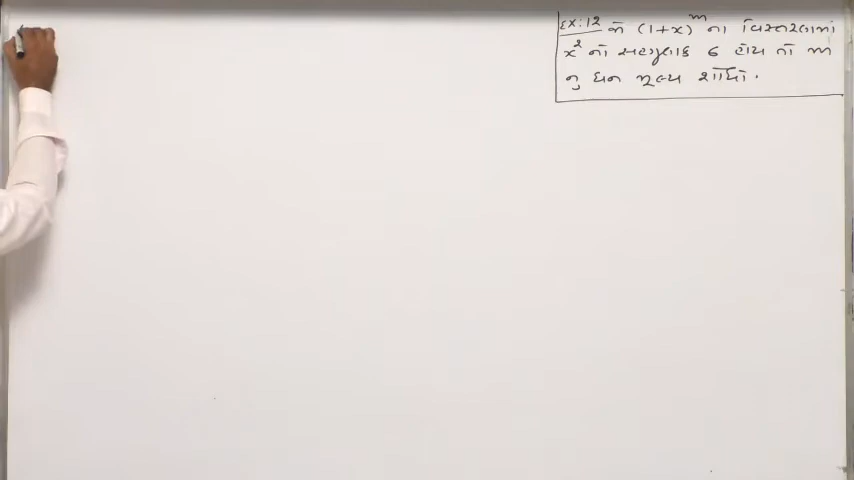 Ex:12 જો (1+x)^m ના વિસ્તરણમાં
x² નો સહગુણક 6 હોય તો m
નુ ધન મૂલ્ય શોધો.